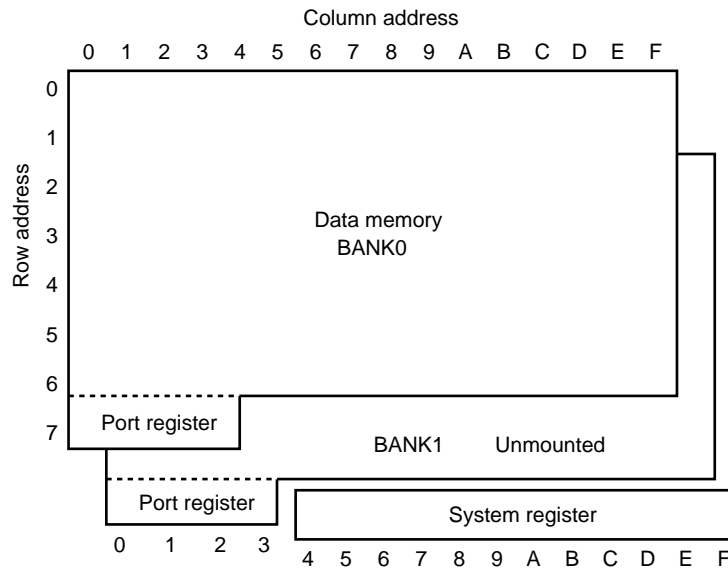 Column address
0 1 2 3 4 5 6 7 8 9 A B C D E F
Row address
0
1
2
3
4
5
6
7
Data memory
BANK0
Port register
BANK1 Unmounted
Port register
System register
0 1 2 3 4 5 6 7 8 9 A B C D E F